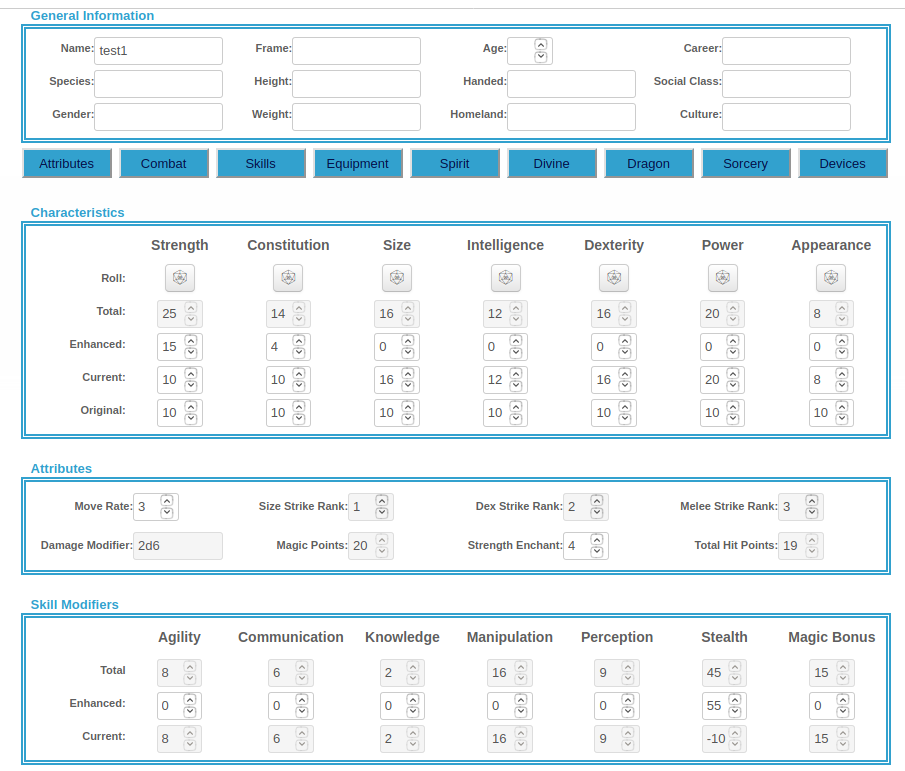 General Information
Name: test1 Frame: Age: Career:
Species: Height: Handed: Social Class:
Gender: Weight: Homeland: Culture:
Attributes Combat Skills Equipment Spirit Divine Dragon Sorcery Devices
Characteristics
Strength Constitution Size Intelligence Dexterity Power Appearance
Roll:
Total: 25 14 16 12 16 20 8
Enhanced: 15 4 0 0 0 0 0
Current: 10 10 16 12 16 20 8
Original: 10 10 10 10 10 10 10
Attributes
Move Rate: 3 Size Strike Rank: 1 Dex Strike Rank: 2 Melee Strike Rank: 3
Damage Modifier: 2d6 Magic Points: 20 Strength Enchant: 4 Total Hit Points: 19
Skill Modifiers
Agility Communication Knowledge Manipulation Perception Stealth Magic Bonus
Total 8 6 2 16 9 45 15
Enhanced: 0 0 0 0 0 55 0
Current: 8 6 2 16 9 -10 15